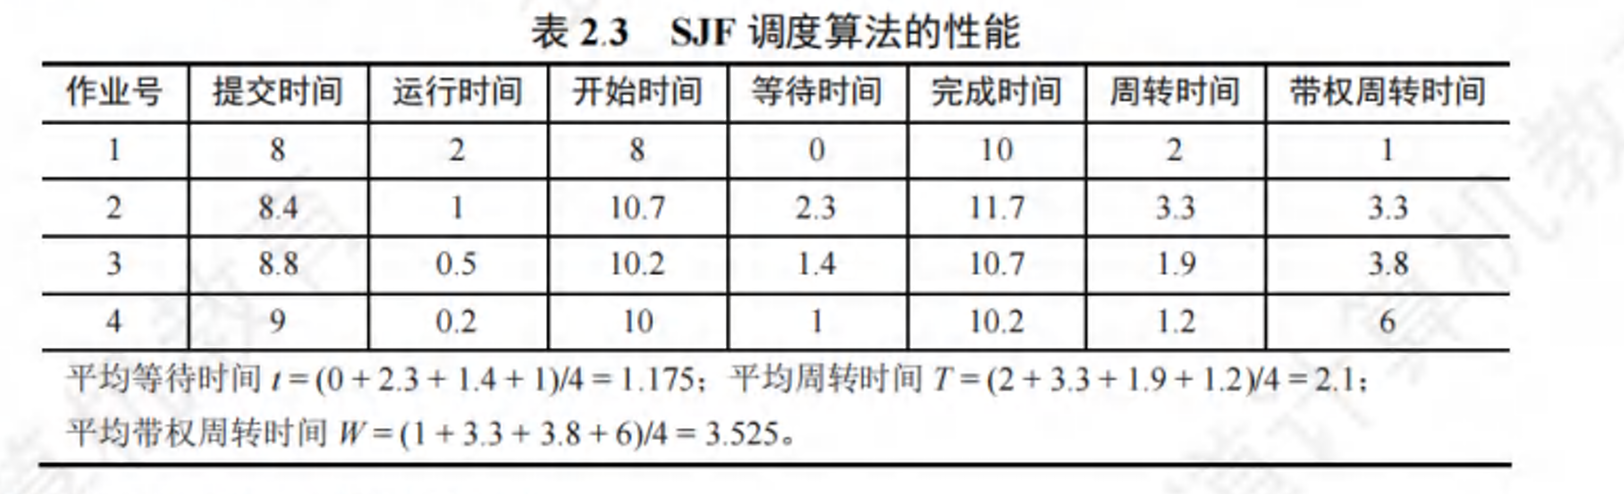 表 2.3 SJF 调度算法的性能
作业号 提交时间 运行时间 开始时间 等待时间 完成时间 周转时间 带权周转时间
1 8 2 8 0 10 2 1
2 8.4 1 10.7 2.3 11.7 3.3 3.3
3 8.8 0.5 10.2 1.4 10.7 1.9 3.8
4 9 0.2 10 1 10.2 1.2 6
平均等待时间 t = (0 + 2.3 + 1.4 + 1)/4 = 1.175；平均周转时间 T = (2 + 3.3 + 1.9 + 1.2)/4 = 2.1；
平均带权周转时间 W = (1 + 3.3 + 3.8 + 6)/4 = 3.525。